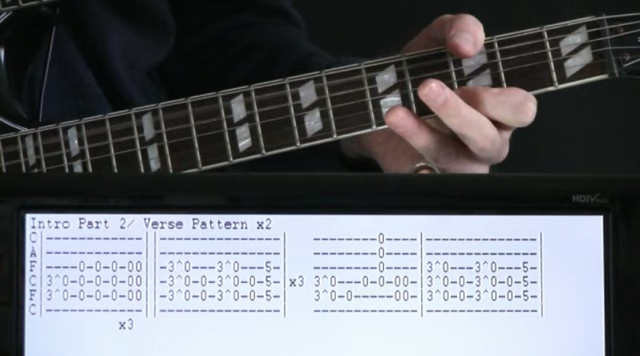 HDTV
Intro Part 2/ Verse Pattern x2
C|--------------||--------------|   --------0----|--------------|
A|--------------||--------------|   --------0----|--------------|
F|----0-0-0-00||-3^0---3^0---5-|   --------0----|3^0---3^0---5-|
C|3^0-0-0-0-00||-3^0-0-3^0-0-5-|x3 3^0---0-0-00--|3^0-0-3^0-0-5-|
F|3^0-0-0-0-00||-3^0-0-3^0-0-5-|   3^0-0-----00-|3^0-0-3^0-0-5-|
C|--------------||--------------|   -------------|--------------|
x3